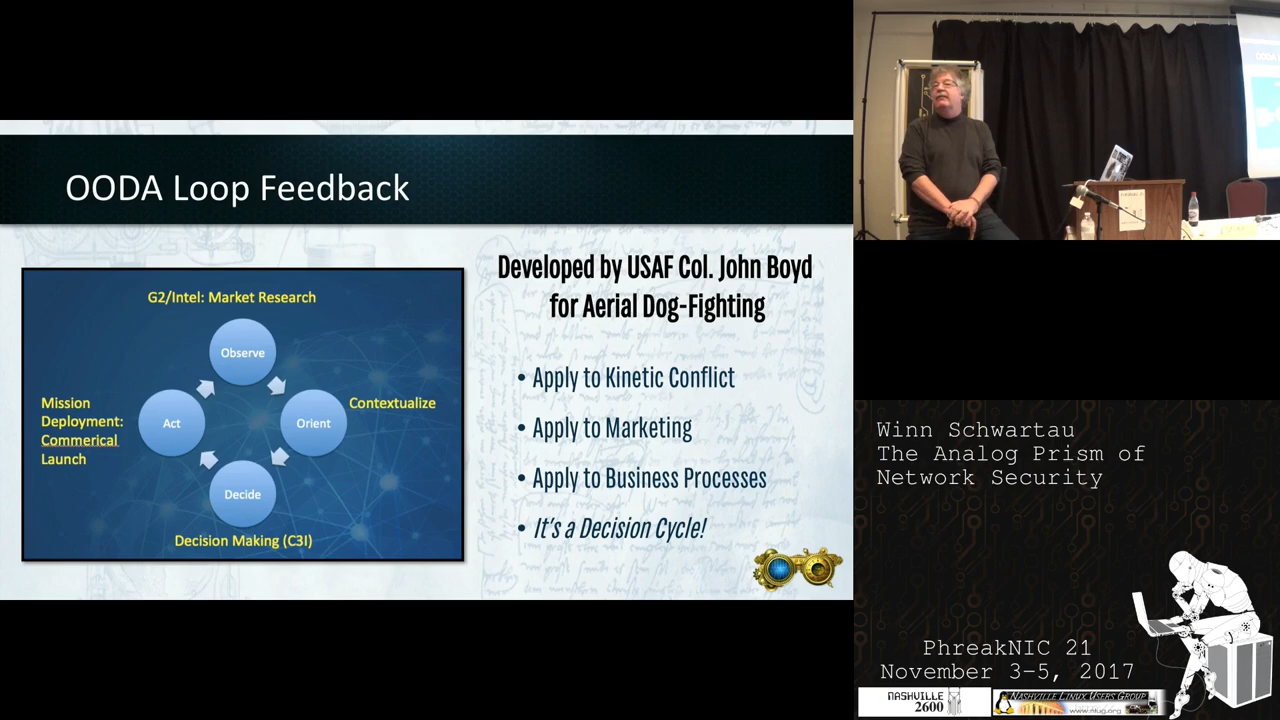 OODA Loop Feedback
G2/Intel: Market Research
Observe
Mission
Deployment:
Commerical
Launch
Act
Orient
Contextualize
Decide
Decision Making (C3I)
Developed by USAF Col. John Boyd
for Aerial Dog-Fighting
• Apply to Kinetic Conflict
• Apply to Marketing
• Apply to Business Processes
• It's a Decision Cycle!
OODA
Winn Schwartau
The Analog Prism of
Network Security
PhreakNIC 21
November 3-5, 2017
NASHVILLE
2600
NASHVILLE LINUX USERS GROUP
www.nlug.org